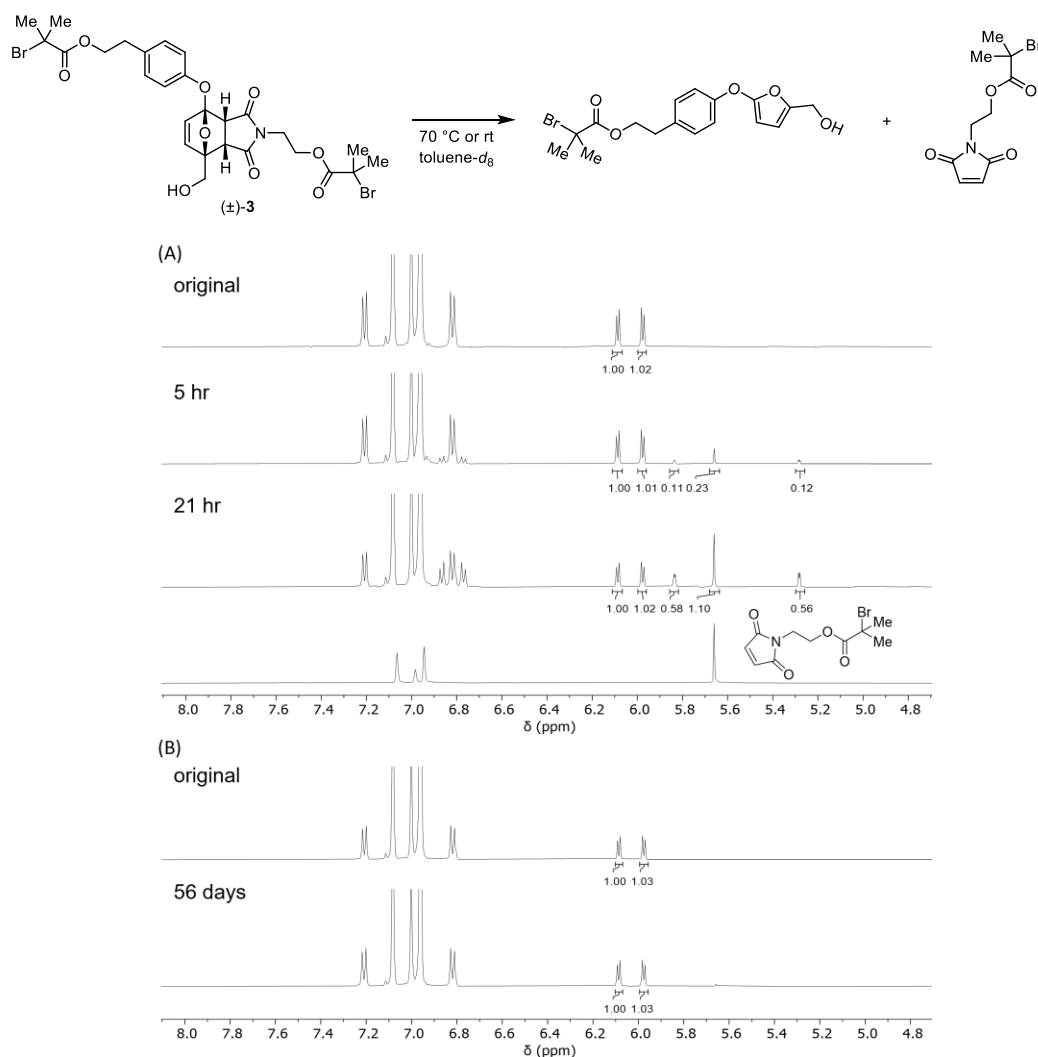 Me
Me
Br
O
O
O
H
O
O
N
O
H
O
HO
O
Me
Me
Br
(±)-3
70 °C or rt
toluene-d8
O
O
Br
O
O
OH
Me
Me
+
Me
Br
Me
O
O
N
O
O
(A)
original
1.00 1.02
5 hr
1.00 1.01 0.11 0.23 0.12
21 hr
1.00 1.02 0.58 1.10 0.56
O
N
O
O
O
Br
Me
Me
8.0 7.8 7.6 7.4 7.2 7.0 6.8 6.6 6.4 6.2 6.0 5.8 5.6 5.4 5.2 5.0 4.8
δ (ppm)
(B)
original
1.00 1.03
56 days
1.00 1.03
8.0 7.8 7.6 7.4 7.2 7.0 6.8 6.6 6.4 6.2 6.0 5.8 5.6 5.4 5.2 5.0 4.8
δ (ppm)